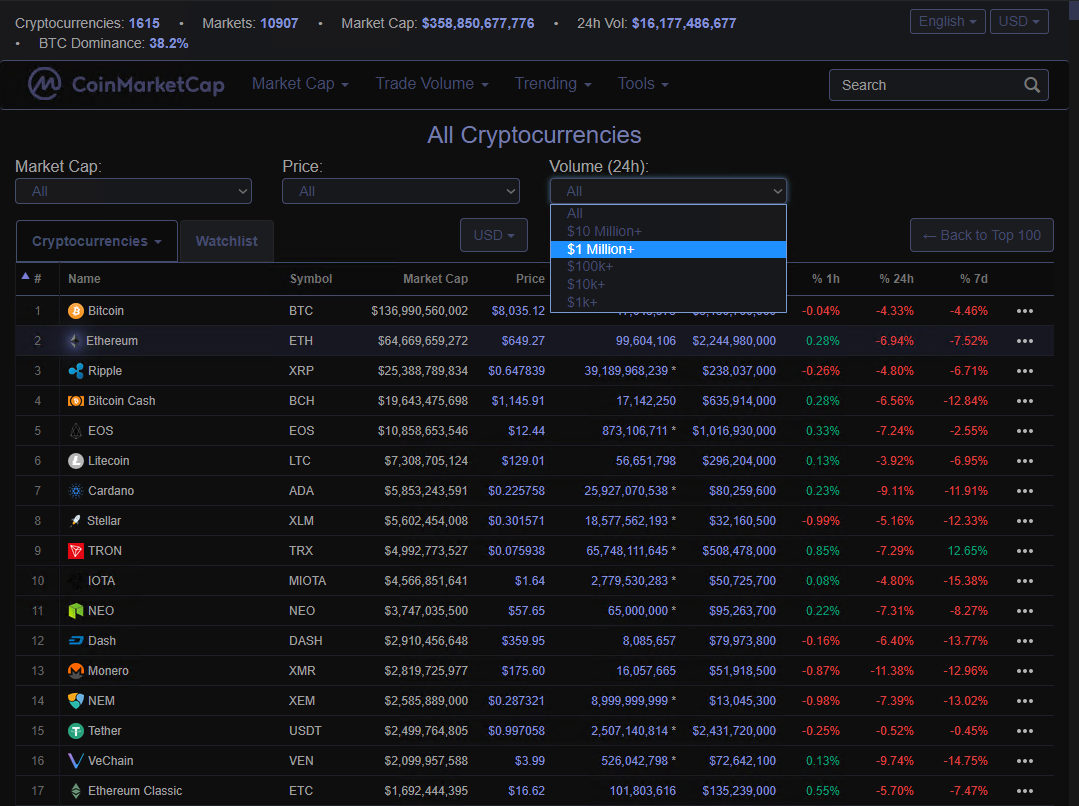 Cryptocurrencies: 1615 • Markets: 10907 • Market Cap: $358,850,677,776 • 24h Vol: $16,177,486,677
• BTC Dominance: 38.2%
English USD
CoinMarketCap Market Cap Trade Volume Trending Tools Search
All Cryptocurrencies
Market Cap: Price: Volume (24h):
All All All
All
$10 Million+
$1 Million+
$100k+
$10k+
$1k+
Cryptocurrencies Watchlist USD ← Back to Top 100
# Name Symbol Market Cap Price % 1h % 24h % 7d
1 Bitcoin BTC $136,990,560,002 $8,035.12 -0.04% -4.33% -4.46%
2 Ethereum ETH $64,669,659,272 $649.27 99,604,106 $2,244,980,000 0.28% -6.94% -7.52%
3 Ripple XRP $25,388,789,834 $0.647839 39,189,968,239 * $238,037,000 -0.26% -4.80% -6.71%
4 Bitcoin Cash BCH $19,643,475,698 $1,145.91 17,142,250 $635,914,000 0.28% -6.56% -12.84%
5 EOS EOS $10,858,653,546 $12.44 873,106,711 * $1,016,930,000 0.33% -7.24% -2.55%
6 Litecoin LTC $7,308,705,124 $129.01 56,651,798 $296,204,000 0.13% -3.92% -6.95%
7 Cardano ADA $5,853,243,591 $0.225758 25,927,070,538 * $80,259,600 0.23% -9.11% -11.91%
8 Stellar XLM $5,602,454,008 $0.301571 18,577,562,193 * $32,160,500 -0.99% -5.16% -12.33%
9 TRON TRX $4,992,773,527 $0.075938 65,748,111,645 * $508,478,000 0.85% -7.29% 12.65%
10 IOTA MIOTA $4,566,851,641 $1.64 2,779,530,283 * $50,725,700 0.08% -4.80% -15.38%
11 NEO NEO $3,747,035,500 $57.65 65,000,000 * $95,263,700 0.22% -7.31% -8.27%
12 Dash DASH $2,910,456,648 $359.95 8,085,657 $79,973,800 -0.16% -6.40% -13.77%
13 Monero XMR $2,819,725,977 $175.60 16,057,665 $51,918,500 -0.87% -11.38% -12.96%
14 NEM XEM $2,585,889,000 $0.287321 8,999,999,999 * $13,045,300 -0.98% -7.39% -13.02%
15 Tether USDT $2,499,764,805 $0.997058 2,507,140,814 * $2,431,720,000 -0.25% -0.52% -0.45%
16 VeChain VEN $2,099,957,588 $3.99 526,042,798 * $72,642,100 0.13% -9.74% -14.75%
17 Ethereum Classic ETC $1,692,444,395 $16.62 101,803,616 $135,239,000 0.55% -5.70% -7.47%